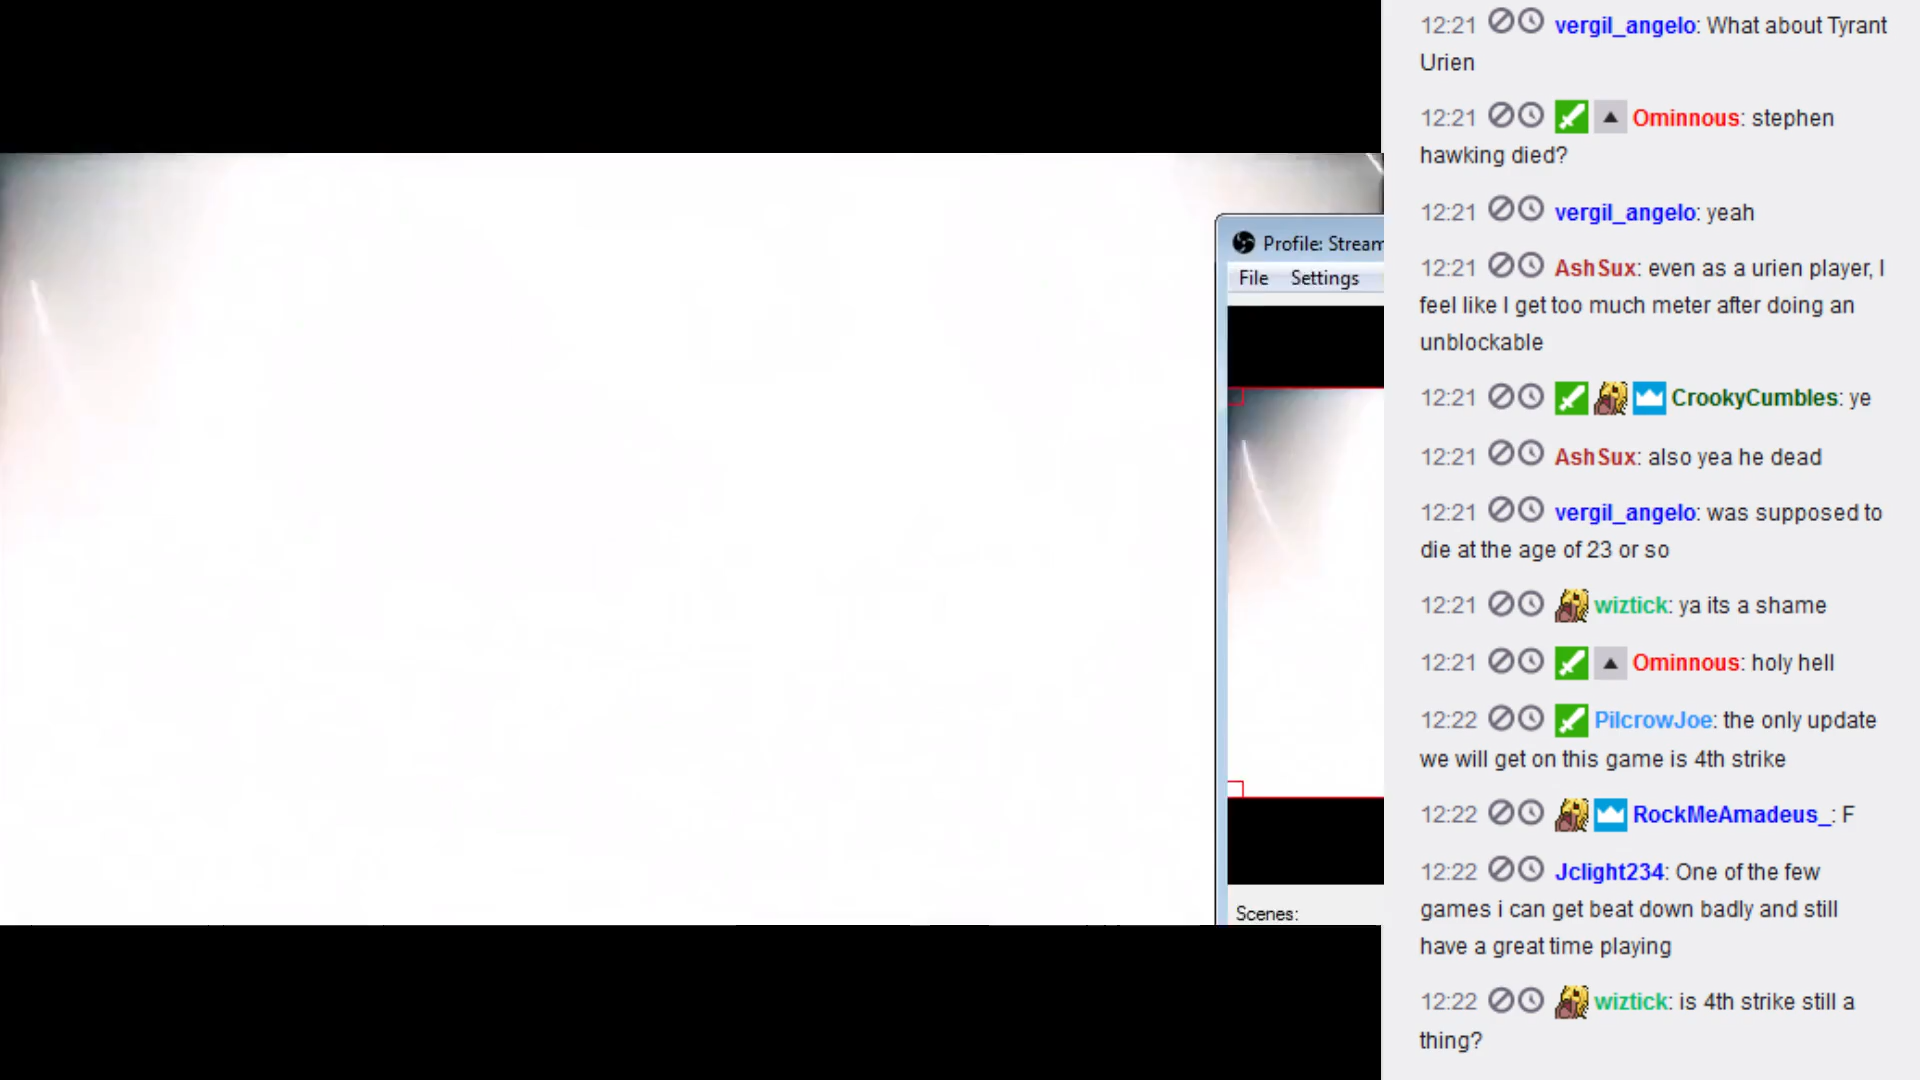 Profile: Stream
File Settings
Scenes:
12:21 vergil_angelo: What about Tyrant
Urien
12:21 Ominnous: stephen
hawking died?
12:21 vergil_angelo: yeah
12:21 AshSux: even as a urien player, I
feel like I get too much meter after doing an
unblockable
12:21 CrookyCumbles: ye
12:21 AshSux: also yea he dead
12:21 vergil_angelo: was supposed to
die at the age of 23 or so
12:21 wiztick: ya its a shame
12:21 Ominnous: holy hell
12:22 PilcrowJoe: the only update
we will get on this game is 4th strike
12:22 RockMeAmadeus_: F
12:22 Jclight234: One of the few
games i can get beat down badly and still
have a great time playing
12:22 wiztick: is 4th strike still a
thing?